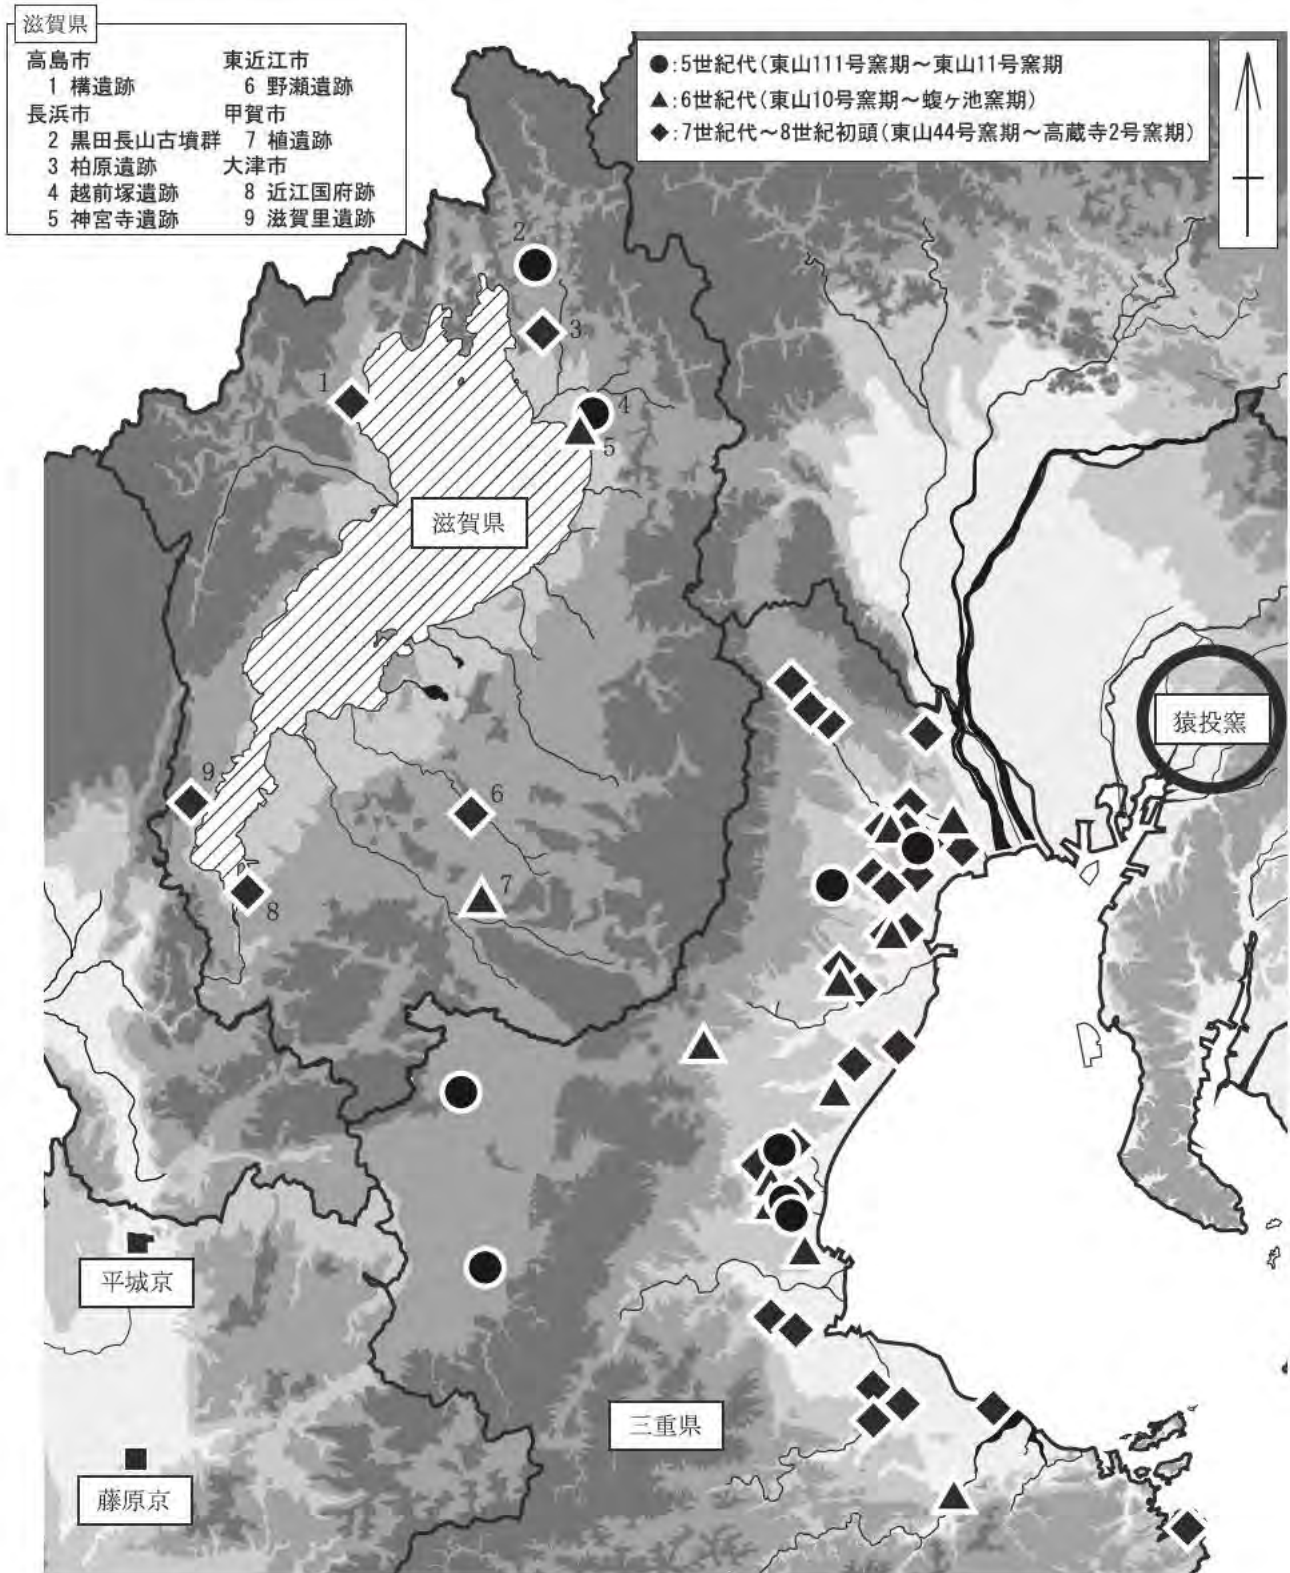 滋賀県
高島市
1 構遺跡
長浜市
2 黒田長山古墳群
3 柏原遺跡
4 越前塚遺跡
5 神宮寺遺跡
東近江市
6 野瀬遺跡
甲賀市
7 植遺跡
大津市
8 近江国府跡
9 滋賀里遺跡
●:5世紀代(東山111号窯期～東山11号窯期
▲:6世紀代(東山10号窯期～蝮ヶ池窯期)
◆:7世紀代～8世紀初頭(東山44号窯期～高蔵寺2号窯期)
2
3
1
4
5
滋賀県
猿投窯
9
6
7
8
平城京
三重県
藤原京